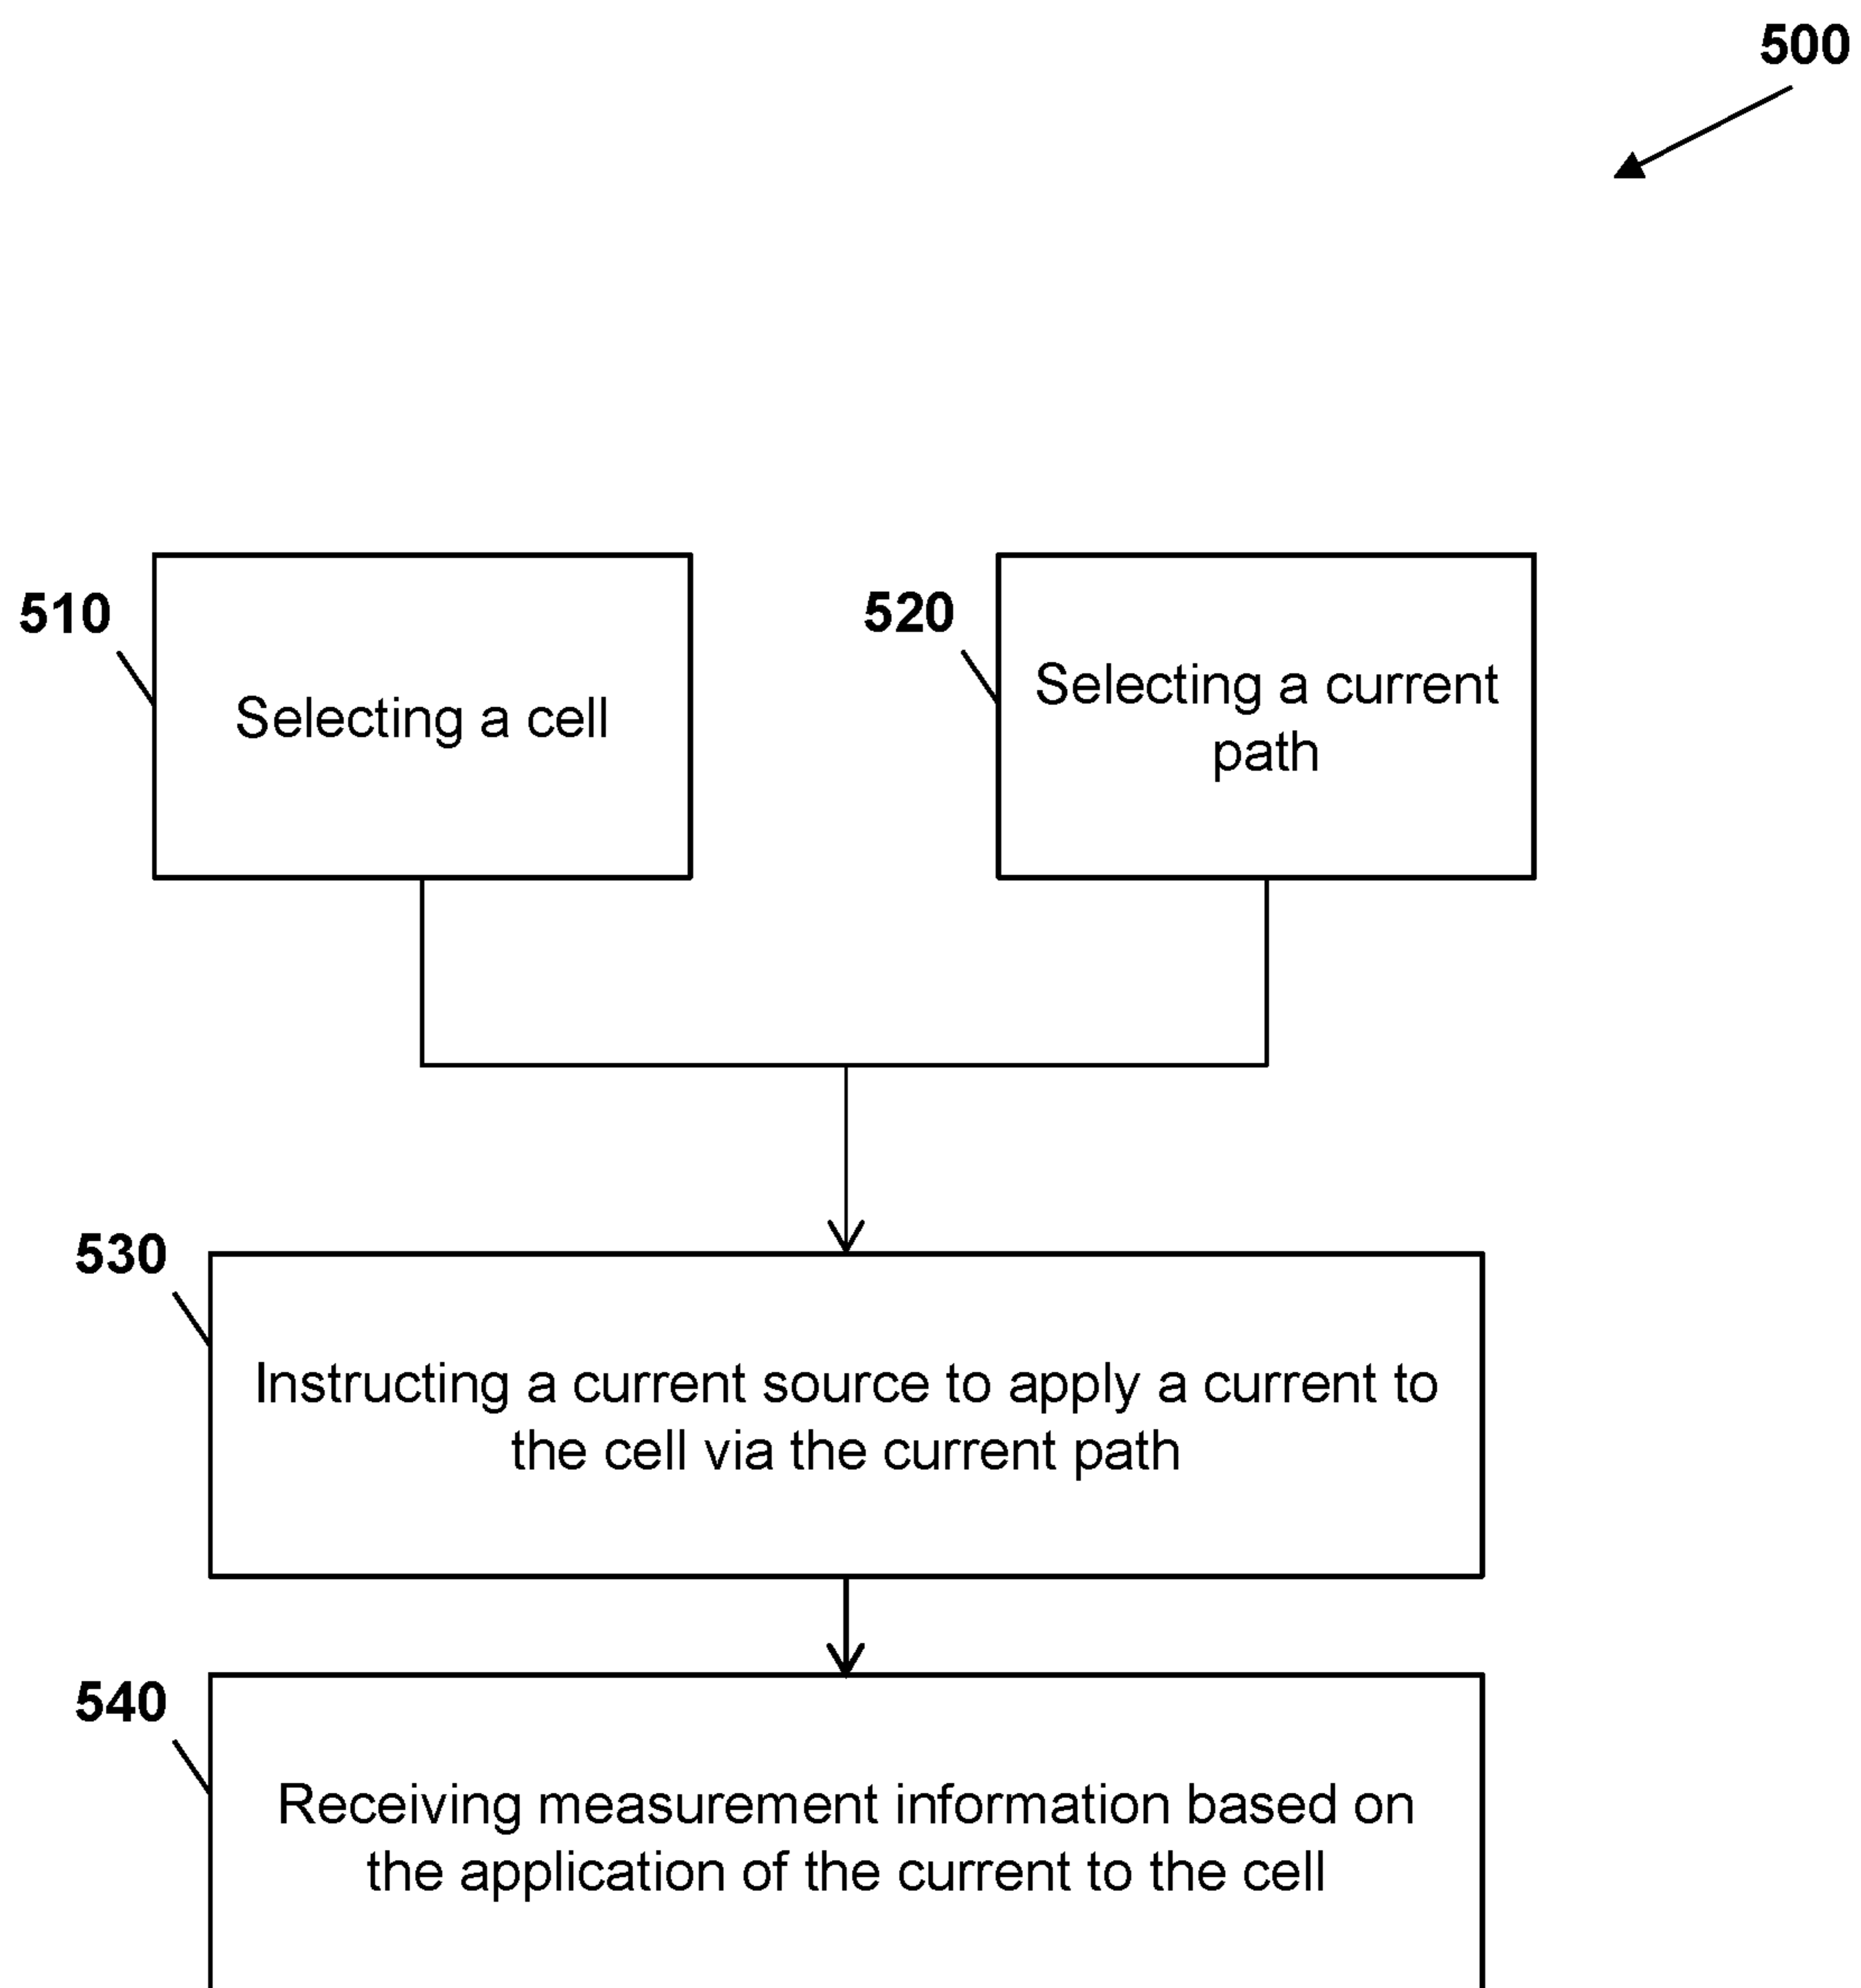 500
510
Selecting a cell
520
Selecting a current
path
530
Instructing a current source to apply a current to
the cell via the current path
540
Receiving measurement information based on
the application of the current to the cell